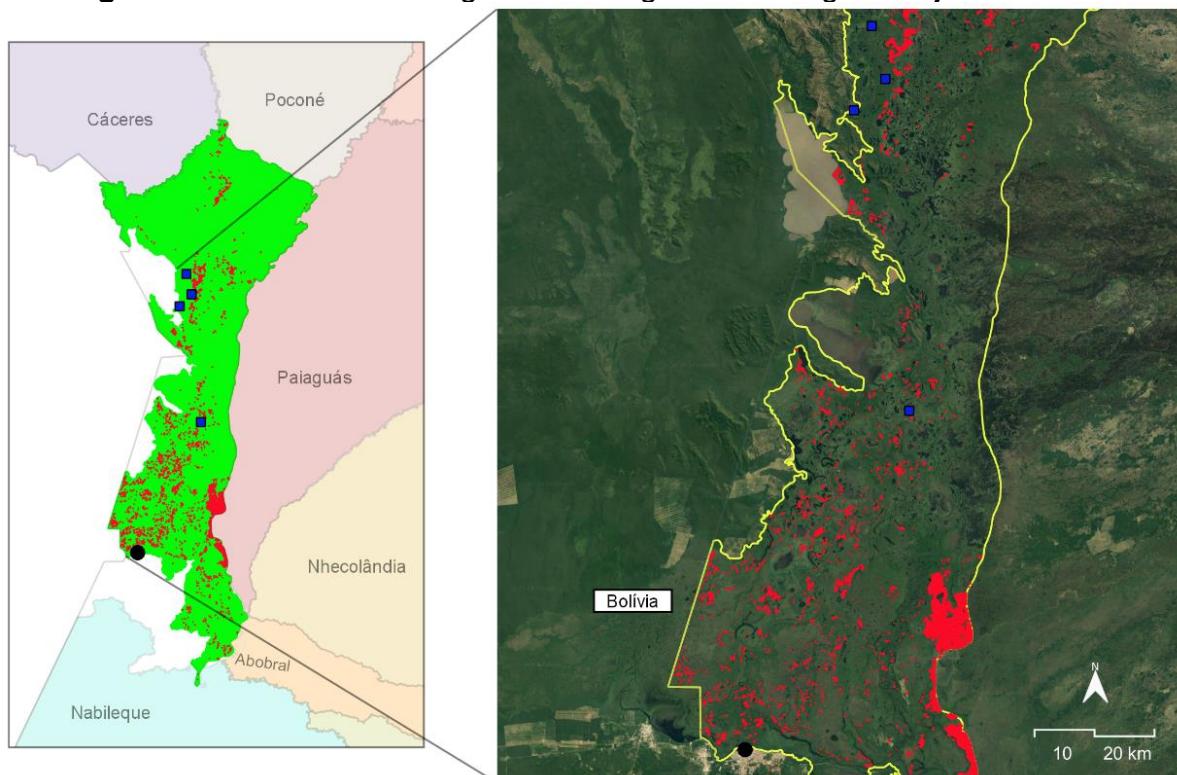 Cáceres
Poconé
Paiaguás
Nhecolândia
Abobral
Nabileque
Bolívia
N
10 20 km